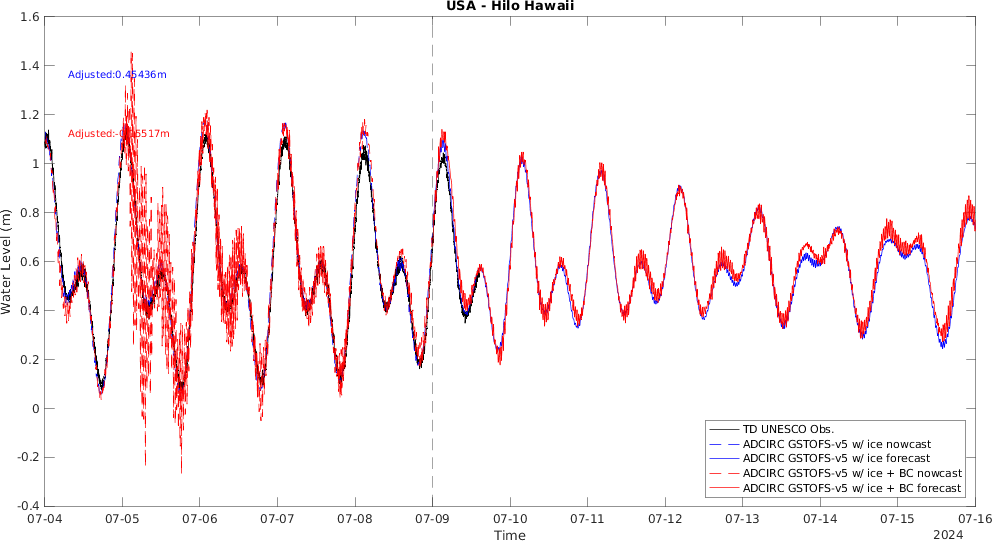 USA - Hilo Hawaii
1.6
1.4
1.2
1
0.8
0.6
0.4
0.2
0
-0.2
-0.4
Water Level (m)
Adjusted:0.45436m
07-04
07-05
07-06
07-07
07-08
07-09
07-10
07-11
07-12
07-13
07-14
07-15
07-16
Time
2024
TD UNESCO Obs.
ADCIRC GSTOFS-v5 w/ ice nowcast
ADCIRC GSTOFS-v5 w/ ice forecast
ADCIRC GSTOFS-v5 w/ ice + BC nowcast
ADCIRC GSTOFS-v5 w/ ice + BC forecast